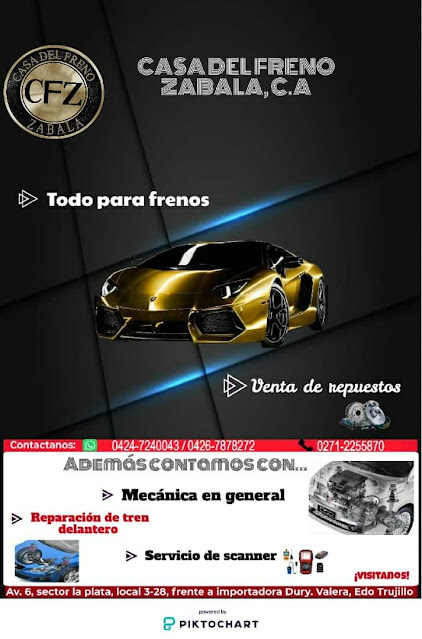 CASA DEL FRENO
CFZ
ZABALA
CASA DEL FRENO
ZABALA, C.A
Todo para frenos
Venta de repuestos
Contactanos: 0424-7240043 / 0426-7878272 0271-2255870
Además contamos con...
Mecánica en general
Reparación de tren
delantero
Servicio de scanner
¡VISITANOS!
Av. 6, sector la plata, local 3-28, frente a importadora Dury. Valera, Edo Trujillo
powered by
PIKTOCHART